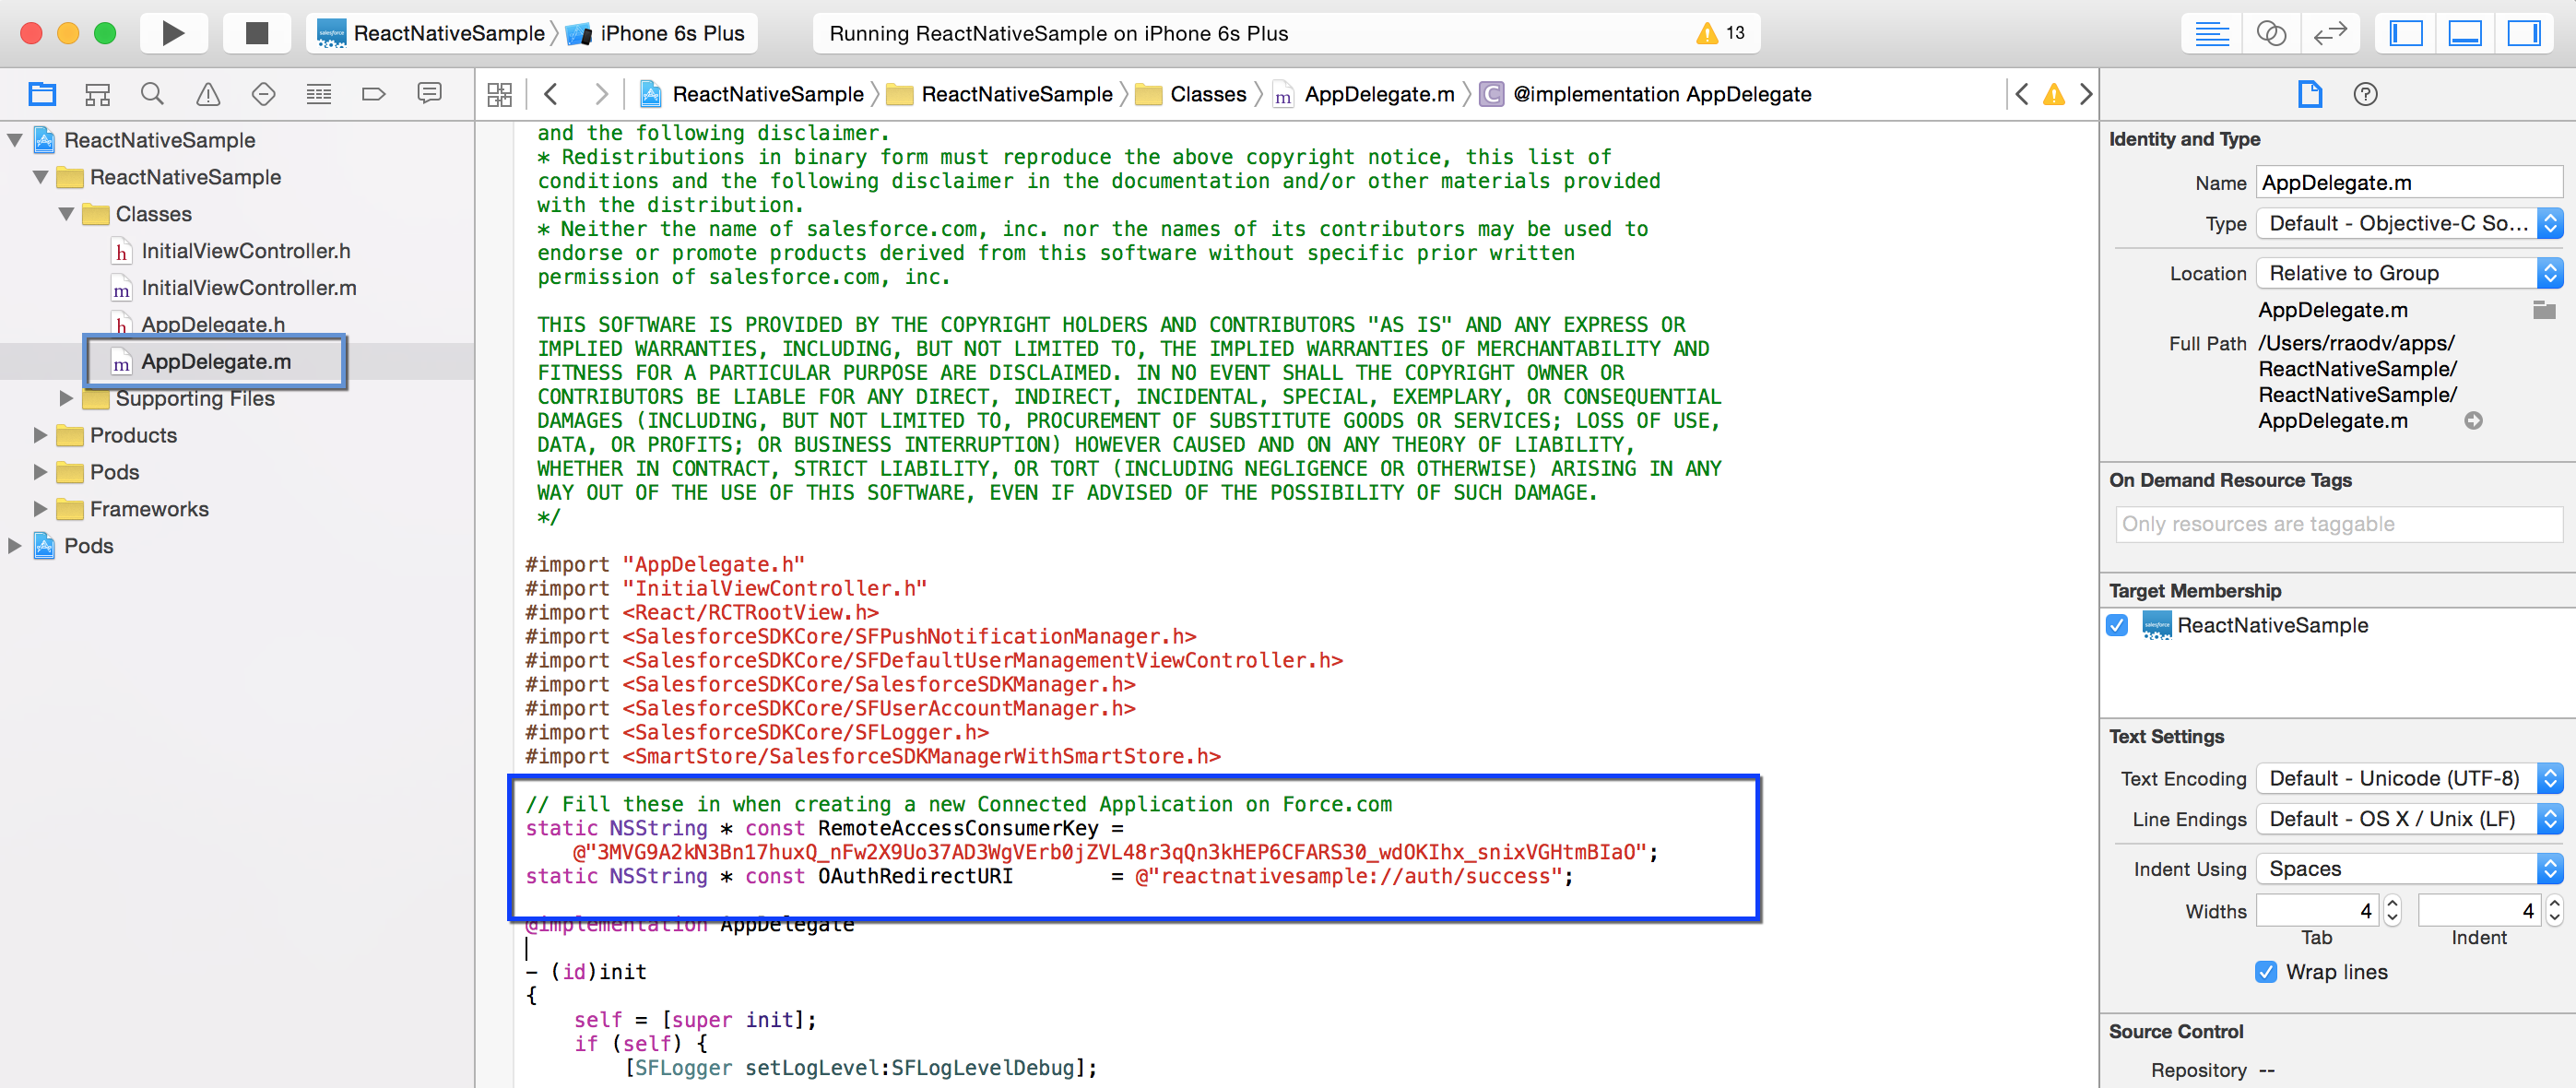 ReactNativeSample
iPhone 6s Plus
Running ReactNativeSample on iPhone 6s Plus
13
ReactNativeSample
ReactNativeSample
Classes
AppDelegate.m
@implementation AppDelegate
ReactNativeSample
ReactNativeSample
Classes
InitialViewController.h
InitialViewController.m
AppDelegate.h
AppDelegate.m
Supporting Files
Products
Pods
Frameworks
Pods
and the following disclaimer.
* Redistributions in binary form must reproduce the above copyright notice, this list of
conditions and the following disclaimer in the documentation and/or other materials provided
with the distribution.
* Neither the name of salesforce.com, inc. nor the names of its contributors may be used to
endorse or promote products derived from this software without specific prior written
permission of salesforce.com, inc.
THIS SOFTWARE IS PROVIDED BY THE COPYRIGHT HOLDERS AND CONTRIBUTORS "AS IS" AND ANY EXPRESS OR
IMPLIED WARRANTIES, INCLUDING, BUT NOT LIMITED TO, THE IMPLIED WARRANTIES OF MERCHANTABILITY AND
FITNESS FOR A PARTICULAR PURPOSE ARE DISCLAIMED. IN NO EVENT SHALL THE COPYRIGHT OWNER OR
CONTRIBUTORS BE LIABLE FOR ANY DIRECT, INDIRECT, INCIDENTAL, SPECIAL, EXEMPLARY, OR CONSEQUENTIAL
DAMAGES (INCLUDING, BUT NOT LIMITED TO, PROCUREMENT OF SUBSTITUTE GOODS OR SERVICES; LOSS OF USE,
DATA, OR PROFITS; OR BUSINESS INTERRUPTION) HOWEVER CAUSED AND ON ANY THEORY OF LIABILITY,
WHETHER IN CONTRACT, STRICT LIABILITY, OR TORT (INCLUDING NEGLIGENCE OR OTHERWISE) ARISING IN ANY
WAY OUT OF THE USE OF THIS SOFTWARE, EVEN IF ADVISED OF THE POSSIBILITY OF SUCH DAMAGE.
*/
#import "AppDelegate.h"
#import "InitialViewController.h"
#import <React/RCTRootView.h>
#import <SalesforceSDKCore/SFPushNotificationManager.h>
#import <SalesforceSDKCore/SFDefaultUserManagementViewController.h>
#import <SalesforceSDKCore/SalesforceSDKManager.h>
#import <SalesforceSDKCore/SFUserAccountManager.h>
#import <SalesforceSDKCore/SFLogger.h>
#import <SmartStore/SalesforceSDKManagerWithSmartStore.h>
// Fill these in when creating a new Connected Application on Force.com
static NSString * const RemoteAccessConsumerKey =
@"3MVG9A2kN3Bn17huxQ_nFw2X9Uo37AD3WgVErb0jZVL48r3qQn3kHEP6CFARS30_wdOKIhx_snixVGHtmBIaO";
static NSString * const OAuthRedirectURI = @"reactnativesample://auth/success";
@implementation AppDelegate
- (id)init
{
self = [super init];
if (self) {
[SFLogger setLogLevel:SFLogLevelDebug];
Identity and Type
Name AppDelegate.m
Type Default - Objective-C So...
Location Relative to Group
AppDelegate.m
Full Path /Users/rraodv/apps/
ReactNativeSample/
ReactNativeSample/
AppDelegate.m
On Demand Resource Tags
Only resources are taggable
Target Membership
ReactNativeSample
Text Settings
Text Encoding Default - Unicode (UTF-8)
Line Endings Default - OS X / Unix (LF)
Indent Using Spaces
Widths 4 4
Tab Indent
Wrap lines
Source Control
Repository --